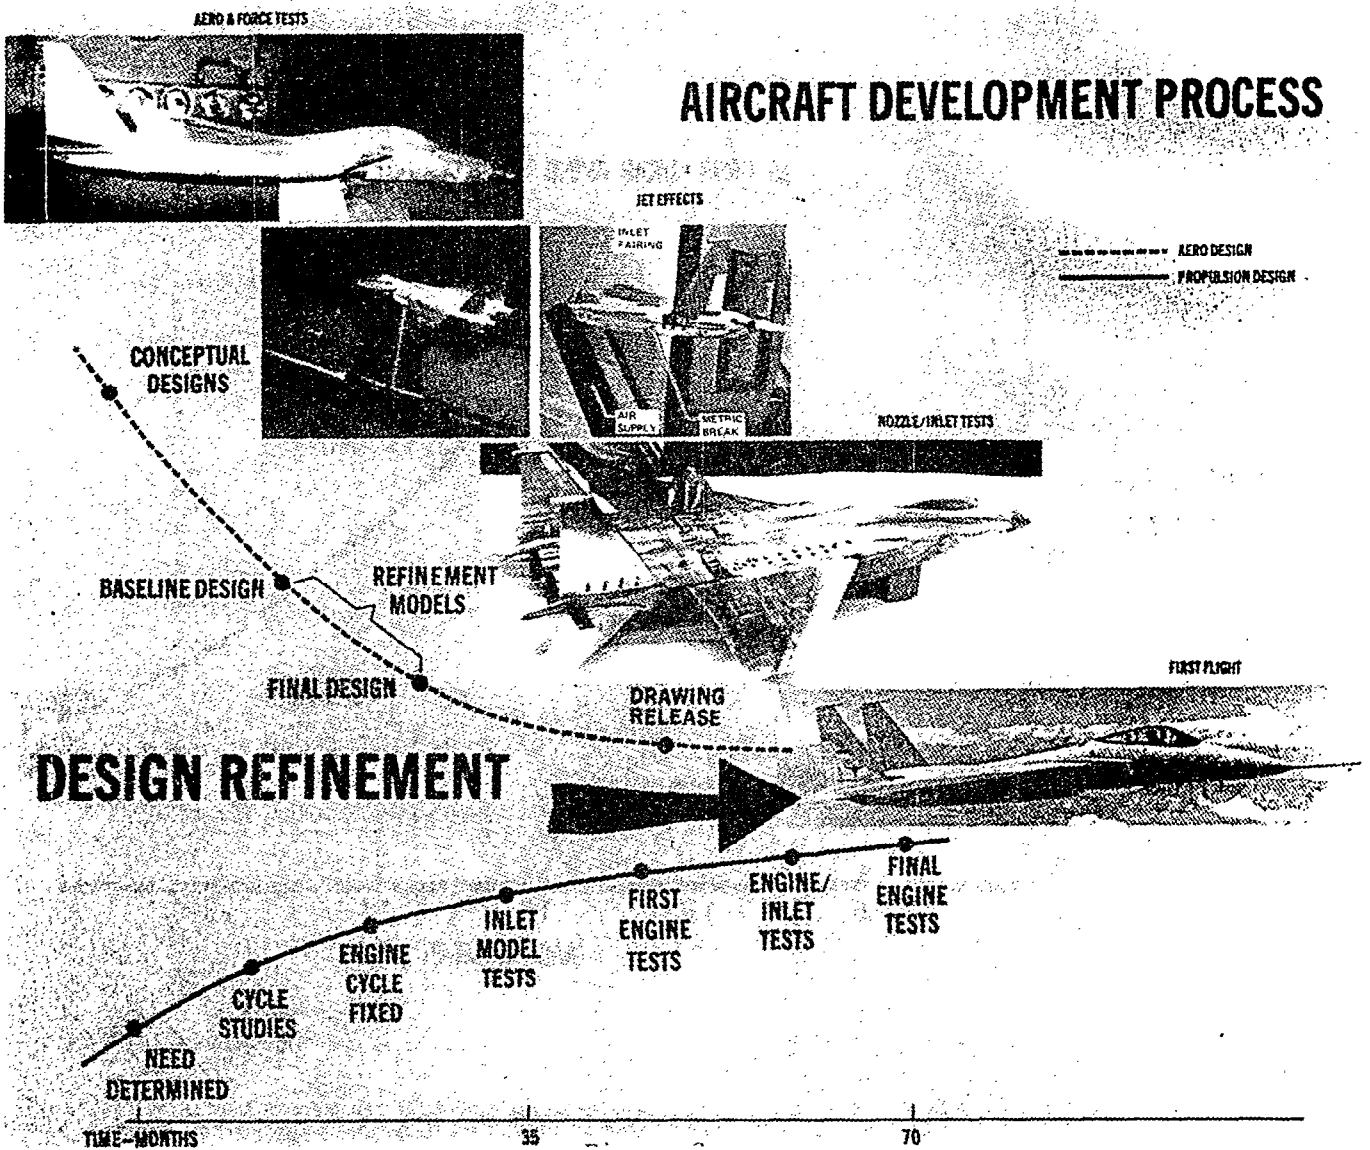 AERO & FORCE TESTS
AIRCRAFT DEVELOPMENT PROCESS
JET EFFECTS
INLET
FAIRING
AERO DESIGN
PROPULSION DESIGN
CONCEPTUAL
DESIGNS
AIR
SUPPLY
METRIC
BREAK
NOZZLE/INLET TESTS
BASELINE DESIGN
REFINEMENT
MODELS
FINAL DESIGN
DRAWING
RELEASE
FIRST FLIGHT
DESIGN REFINEMENT
NEED
DETERMINED
CYCLE
STUDIES
ENGINE
CYCLE
FIXED
INLET
MODEL
TESTS
FIRST
ENGINE
TESTS
ENGINE/
INLET
TESTS
FINAL
ENGINE
TESTS
TIME-MONTHS
35
70